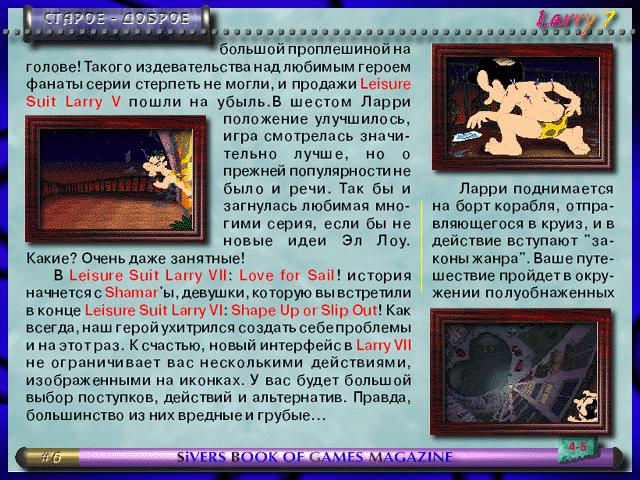 СТАРОЕ - ДОБРОЕ
Larry 7
большой проплешиной на
голове! Такого издевательства над любимым героем
фанаты серии стерпеть не могли, и продажи Leisure
Suit Larry V пошли на убыль.В шестом Ларри
положение улучшилось,
игра смотрелась значи-
тельно лучше, но о
прежней популярности не
было и речи. Так бы и
загнулась любимая мно-
гими серия, если бы не
новые идеи Эл Лоу.
Какие? Очень даже занятные!
В Leisure Suit Larry VII: Love for Sail! история
начнется с Shamar'ы, девушки, которую вы встретили
в конце Leisure Suit Larry VI: Shape Up or Slip Out! Как
всегда, наш герой ухитрился создать себе проблемы
и на этот раз. К счастью, новый интерфейс в Larry VII
не ограничивает вас несколькими действиями,
изображенными на иконках. У вас будет большой
выбор поступков, действий и альтернатив. Правда,
большинство из них вредные и грубые...
Ларри поднимается
на борт корабля, отпра-
вляющегося в круиз, и в
действие вступают "за-
коны жанра". Ваше путе-
шествие пройдет в окру-
жении полуобнаженных
#6
SiVERS BOOK OF GAMES MAGAZINE
4-5